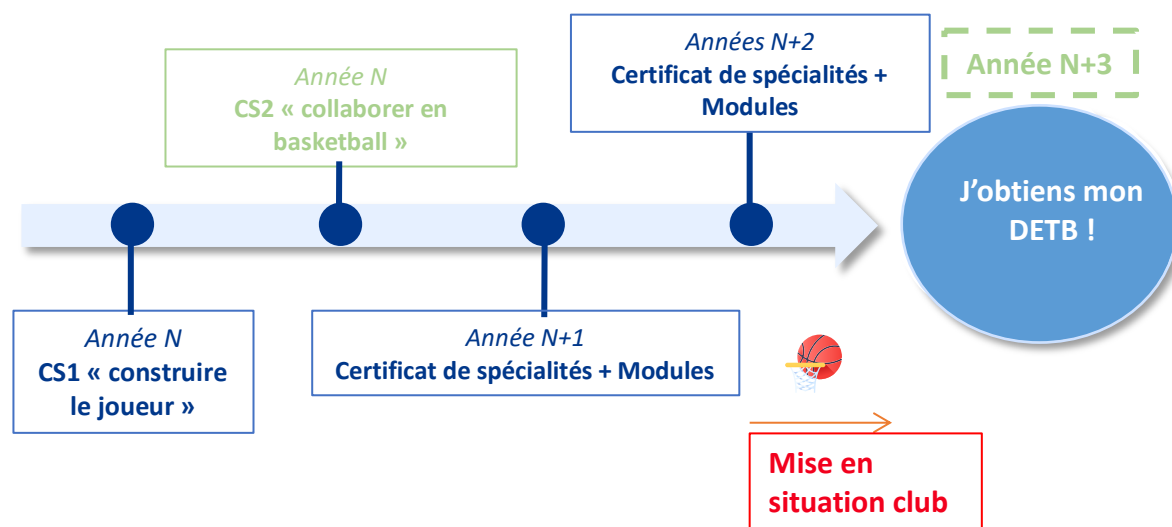 Année N
CS1 « construire
le joueur »
Année N
CS2 « collaborer en
basketball »
Année N+1
Certificat de spécialités + Modules
Années N+2
Certificat de spécialités +
Modules
Mise en
situation club
Année N+3
J’obtiens mon
DETB !